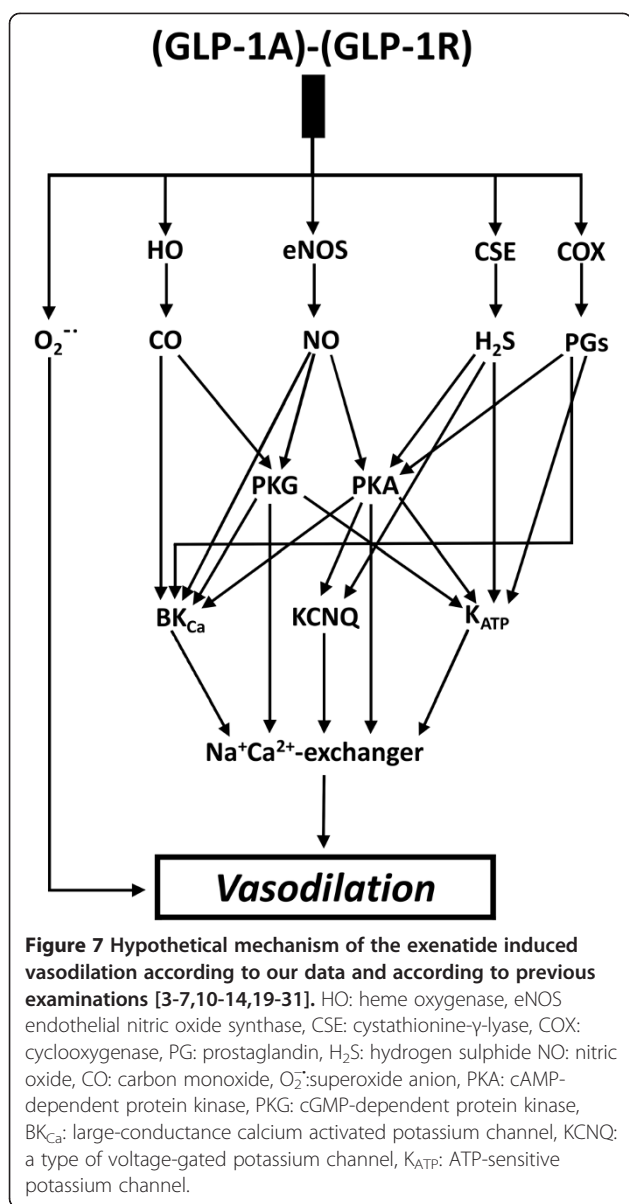 (GLP-1A)-(GLP-1R)
HO eNOS CSE COX
O₂⁻· CO NO H₂S PGs
PKG PKA
BK_Ca KCNQ K_ATP
Na⁺Ca²⁺-exchanger
Vasodilation
Figure 7 Hypothetical mechanism of the exenatide induced
vasodilation according to our data and according to previous
examinations [3-7,10-14,19-31]. HO: heme oxygenase, eNOS
endothelial nitric oxide synthase, CSE: cystathionine-γ-lyase, COX:
cyclooxygenase, PG: prostaglandin, H₂S: hydrogen sulphide NO: nitric
oxide, CO: carbon monoxide, O₂⁻·:superoxide anion, PKA: cAMP-
dependent protein kinase, PKG: cGMP-dependent protein kinase,
BK_Ca: large-conductance calcium activated potassium channel, KCNQ:
a type of voltage-gated potassium channel, K_ATP: ATP-sensitive
potassium channel.